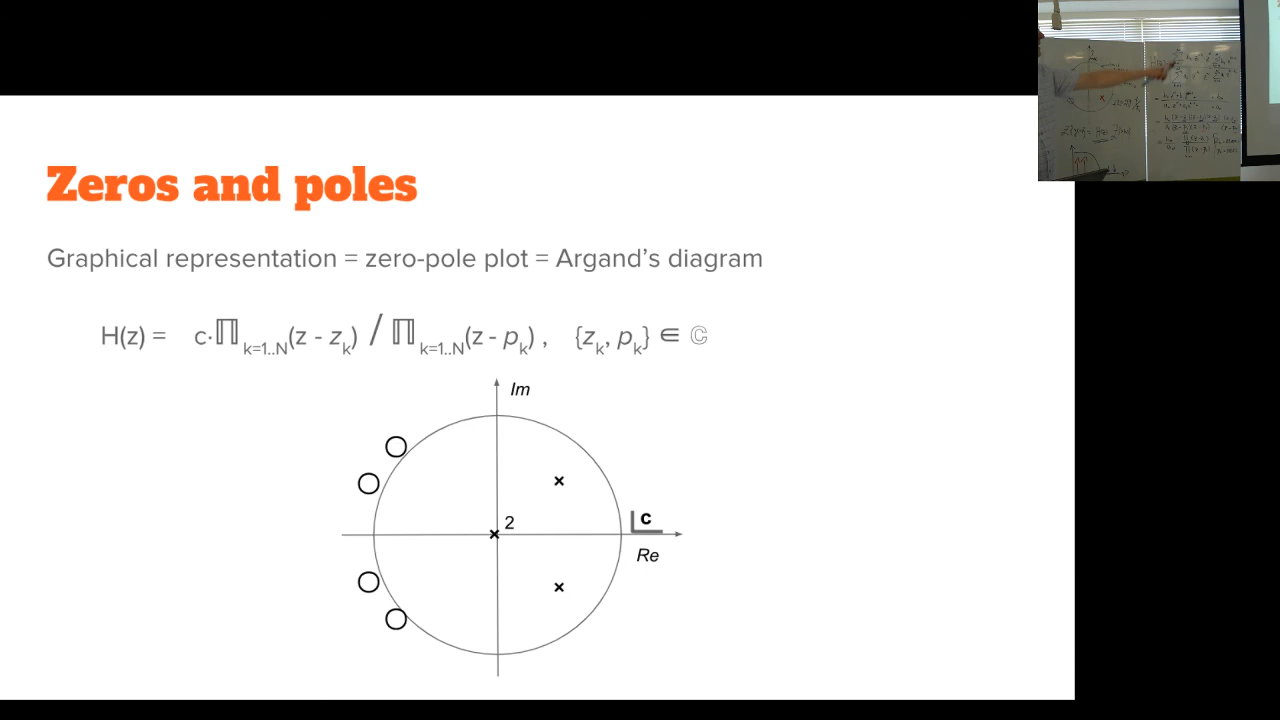 Zeros and poles
Graphical representation = zero-pole plot = Argand's diagram
H(z) = c·∏k=1..N(z - zk) / ∏k=1..N(z - pk) , {zk, pk} ∈ ℂ
Im
2
c
Re